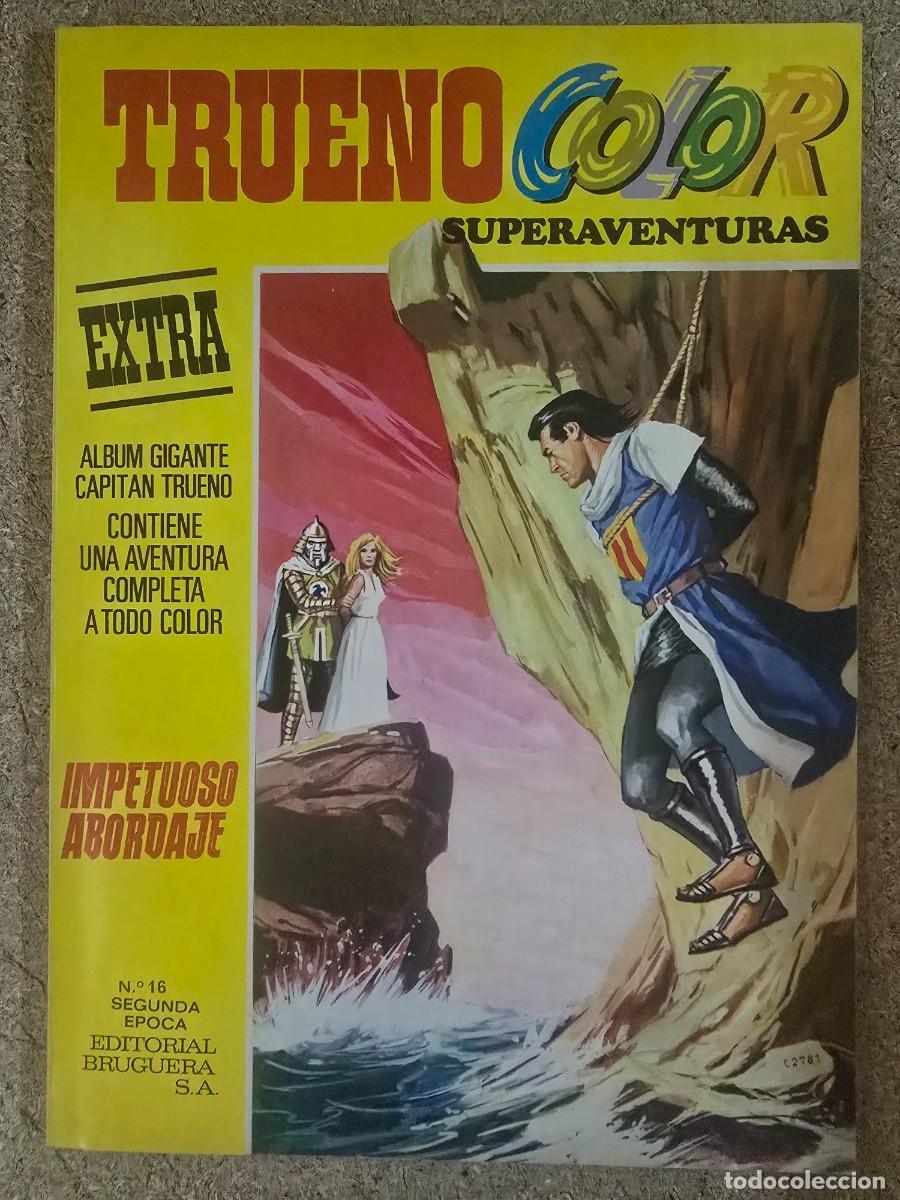 TRUENO COLOR
SUPERAVENTURAS
EXTRA
ALBUM GIGANTE
CAPITAN TRUENO
CONTIENE
UNA AVENTURA
COMPLETA
A TODO COLOR
IMPETUOSO
ABORDAJE
N.º 16
SEGUNDA
EPOCA
EDITORIAL
BRUGUERA
S.A.
C2781
todocoleccion